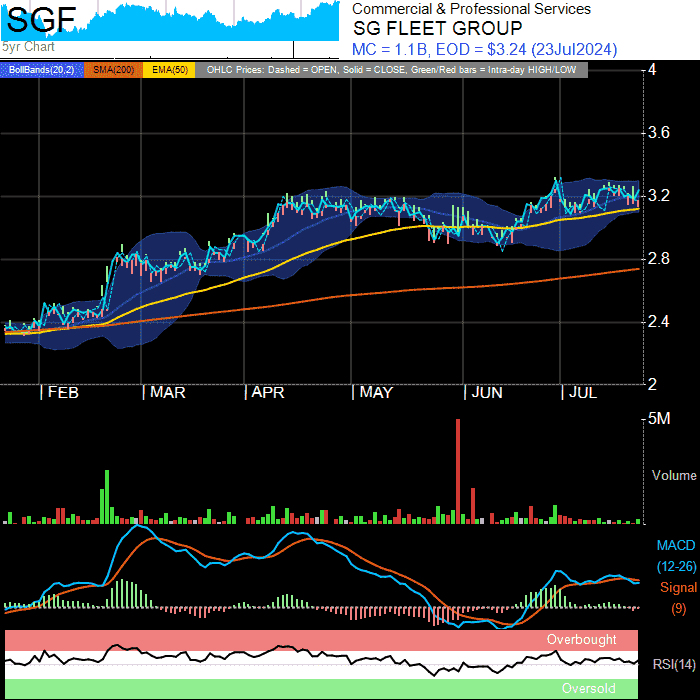 SGF
5yr Chart
Commercial & Professional Services
SG FLEET GROUP
MC = 1.1B, EOD = $3.24 (23Jul2024)
BollBands(20,2) SMA(200) EMA(50) OHLC Prices: Dashed = OPEN, Solid = CLOSE, Green/Red bars = Intra-day HIGH/LOW
4
3.6
3.2
2.8
2.4
2
FEB MAR APR MAY JUN JUL
5M
Volume
MACD
(12-26)
Signal
(9)
Overbought
RSI(14)
Oversold